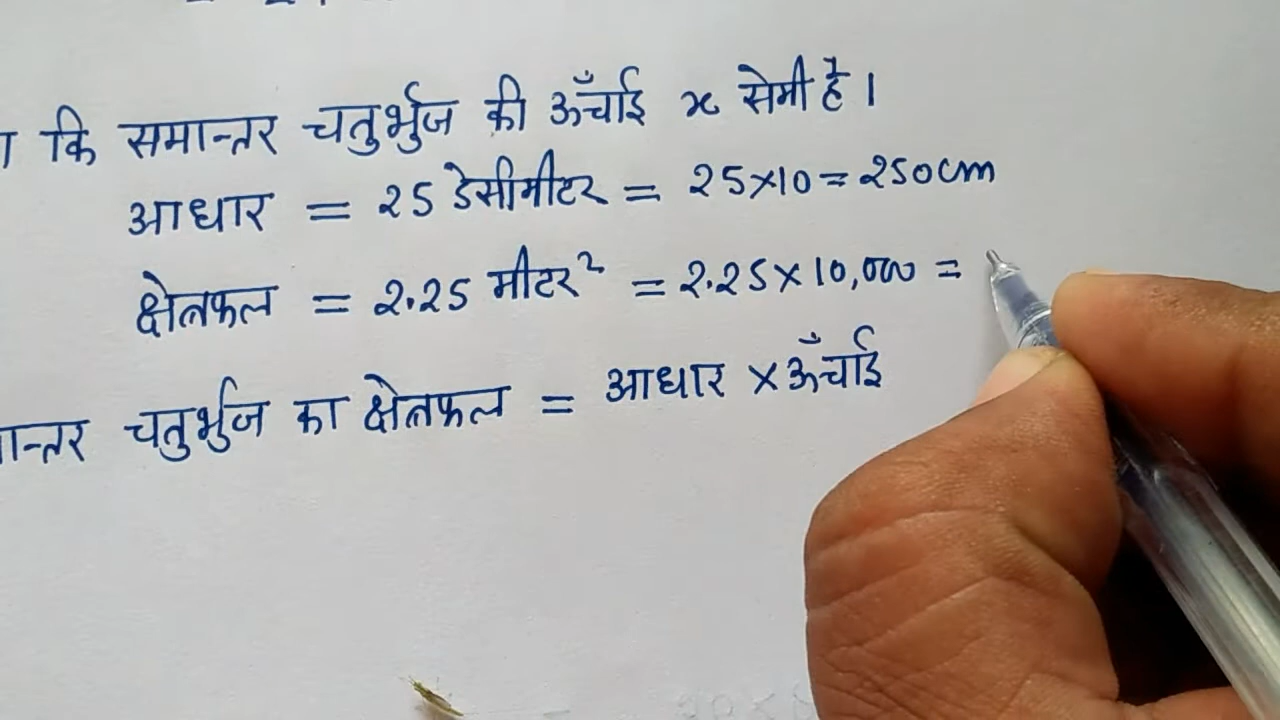 कि समान्तर चतुर्भुज की ऊँचाई x सेमी है।
आधार = 25 डेसीमीटर = 25×10 = 250cm
क्षेत्रफल = 2.25 मीटर² = 2.25×10,000 =
न्तर चतुर्भुज का क्षेत्रफल = आधार × ऊँचाई